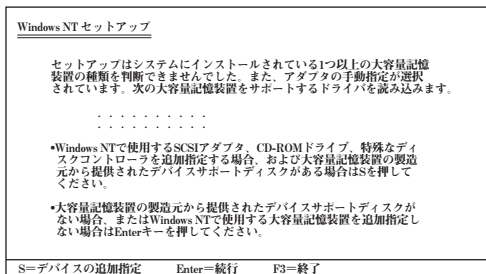 Windows NT セットアップ
セットアップはシステムにインストールされている1つ以上の大容量記憶
装置の種類を判断できませんでした。また、アダプタの手動指定が選択
されています。次の大容量記憶装置をサポートするドライバを読み込みます。
. . . . . . . . . .
. . . . . . . . . .
•Windows NTで使用するSCSIアダプタ、CD-ROMドライブ、特殊なディ
スクコントローラを追加指定する場合、および大容量記憶装置の製造
元から提供されたデバイスサポートディスクがある場合はSを押して
ください。
•大容量記憶装置の製造元から提供されたデバイスサポートディスクが
ない場合、またはWindows NTで使用する大容量記憶装置を追加指定し
ない場合はEnterキーを押してください。
S=デバイスの追加指定 Enter=続行 F3=終了